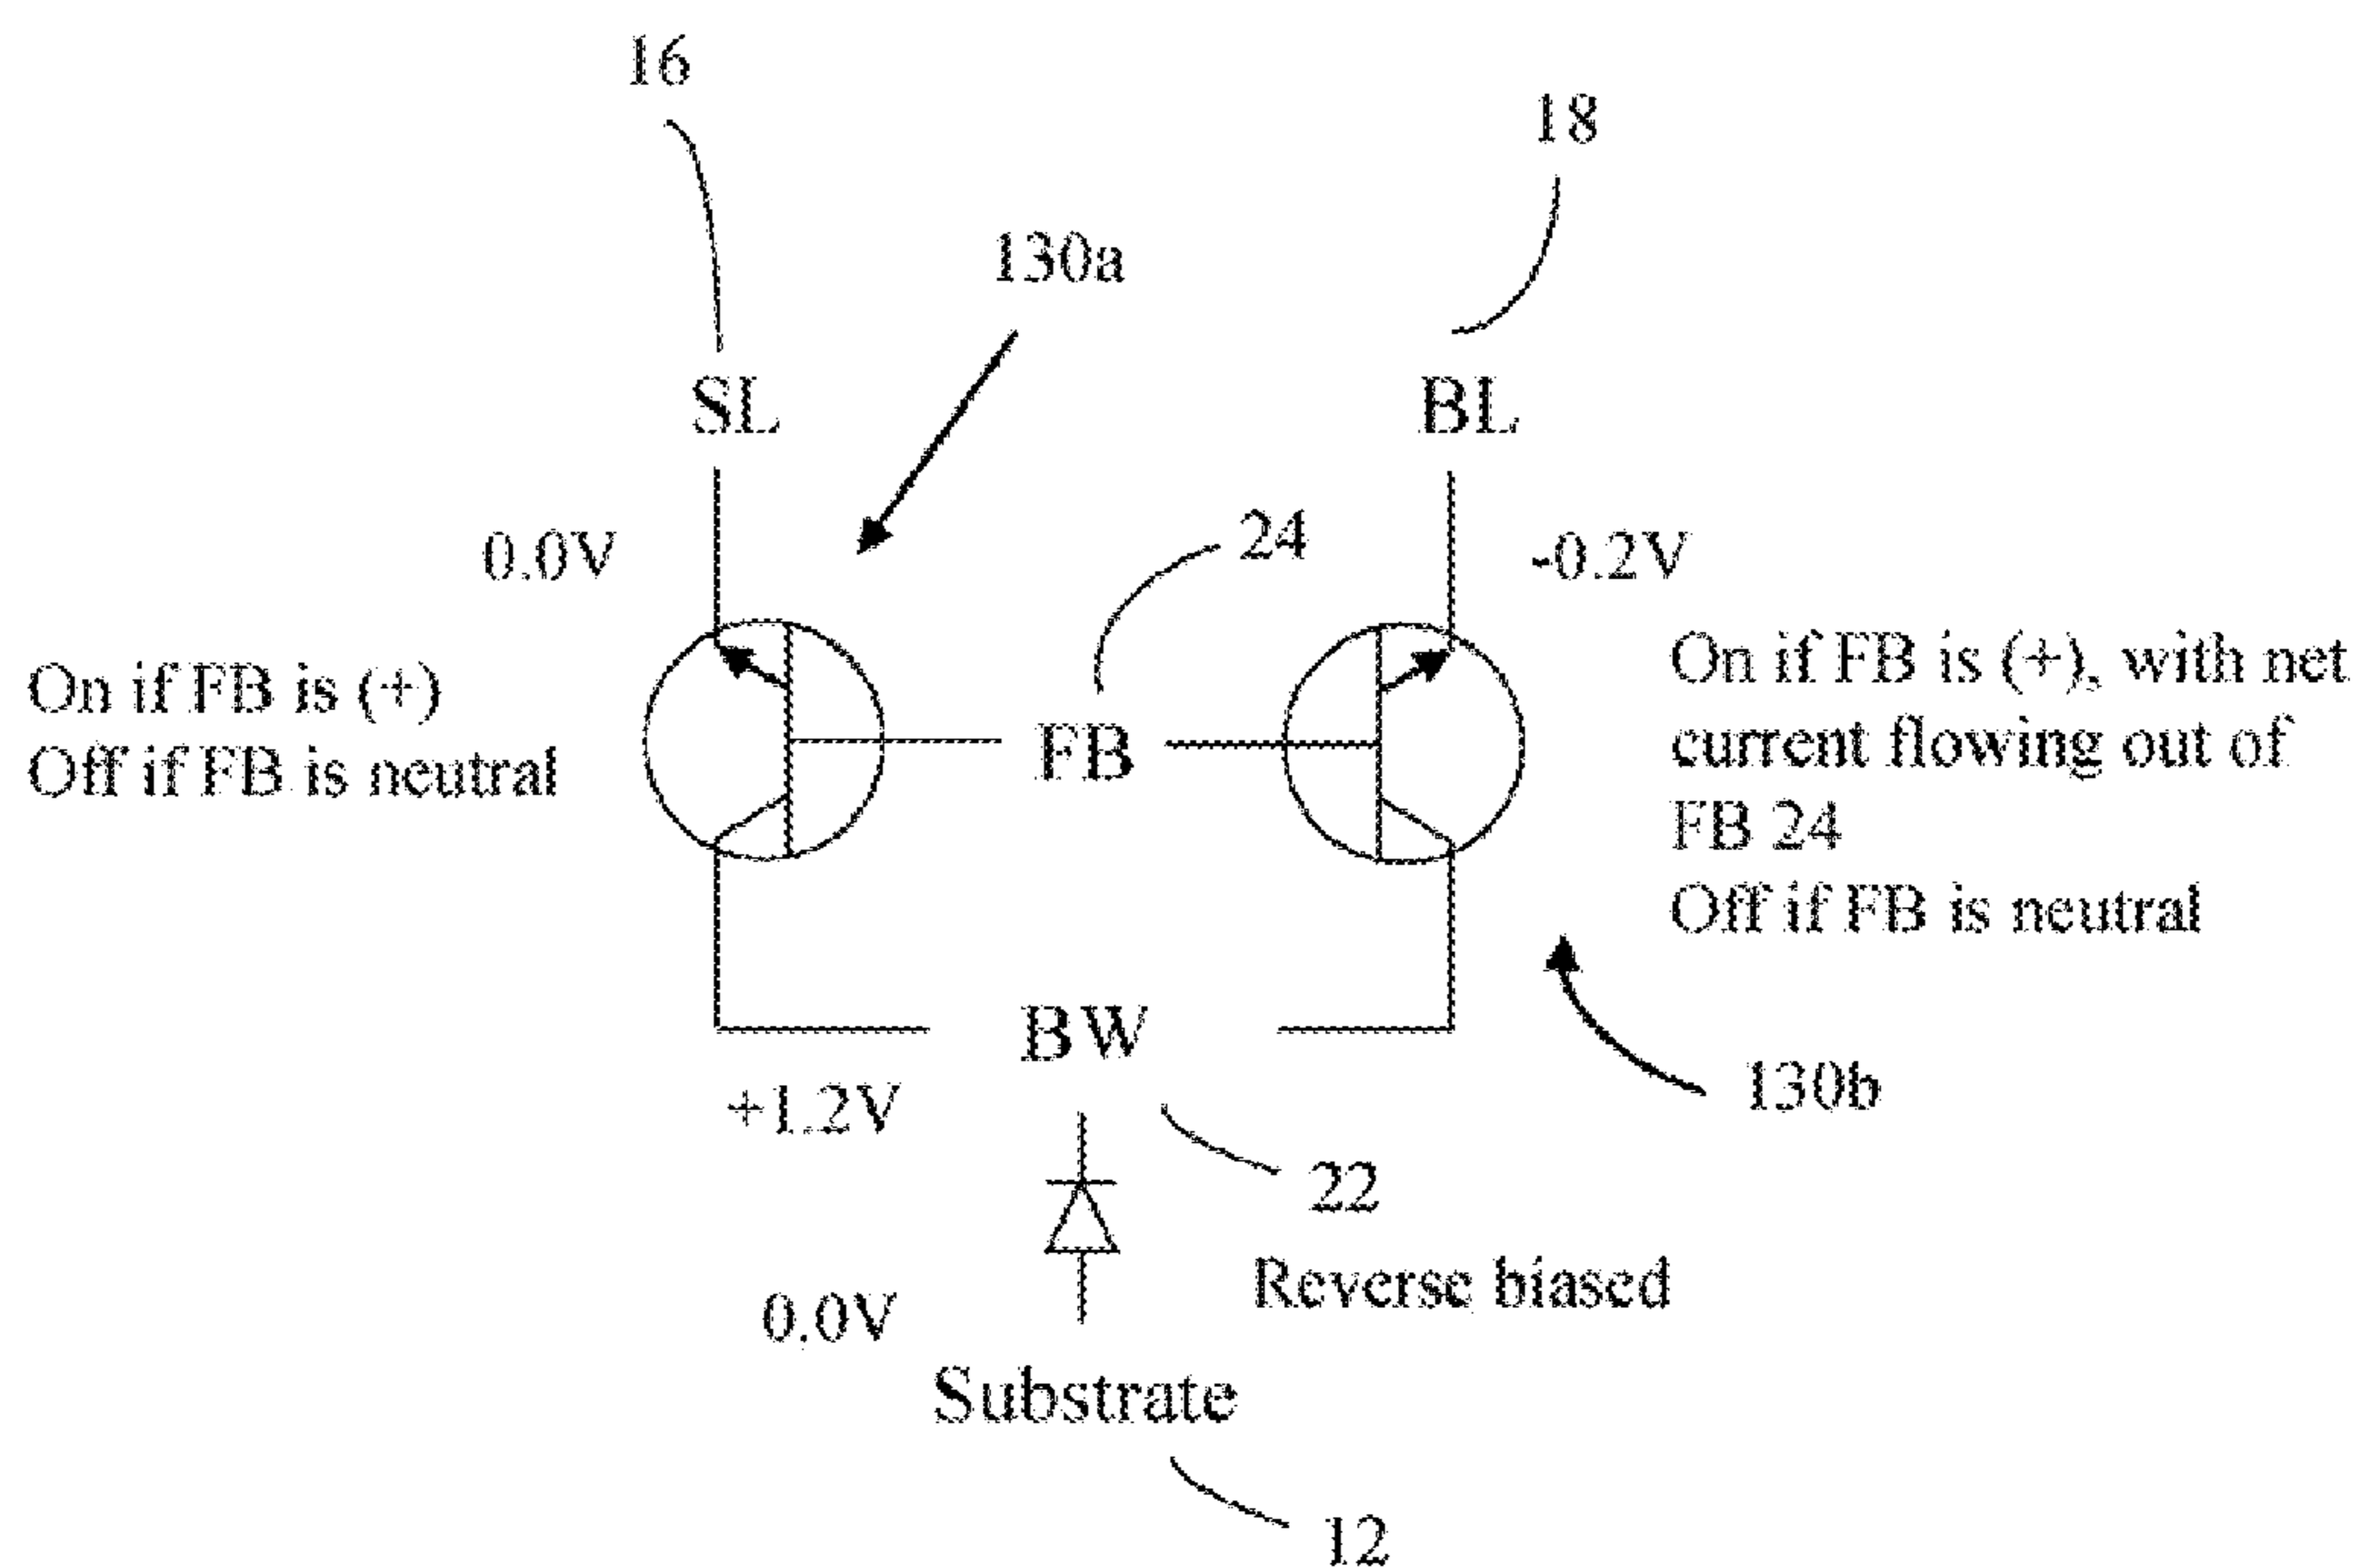 16
18
130a
SL
BL
0.0V
24
-0.2V
On if FB is (+)
Off if FB is neutral
FB
On if FB is (+), with net
current flowing out of
FB 24
Off if FB is neutral
BW
+1.2V
130b
22
Reverse biased
0.0V
Substrate
12